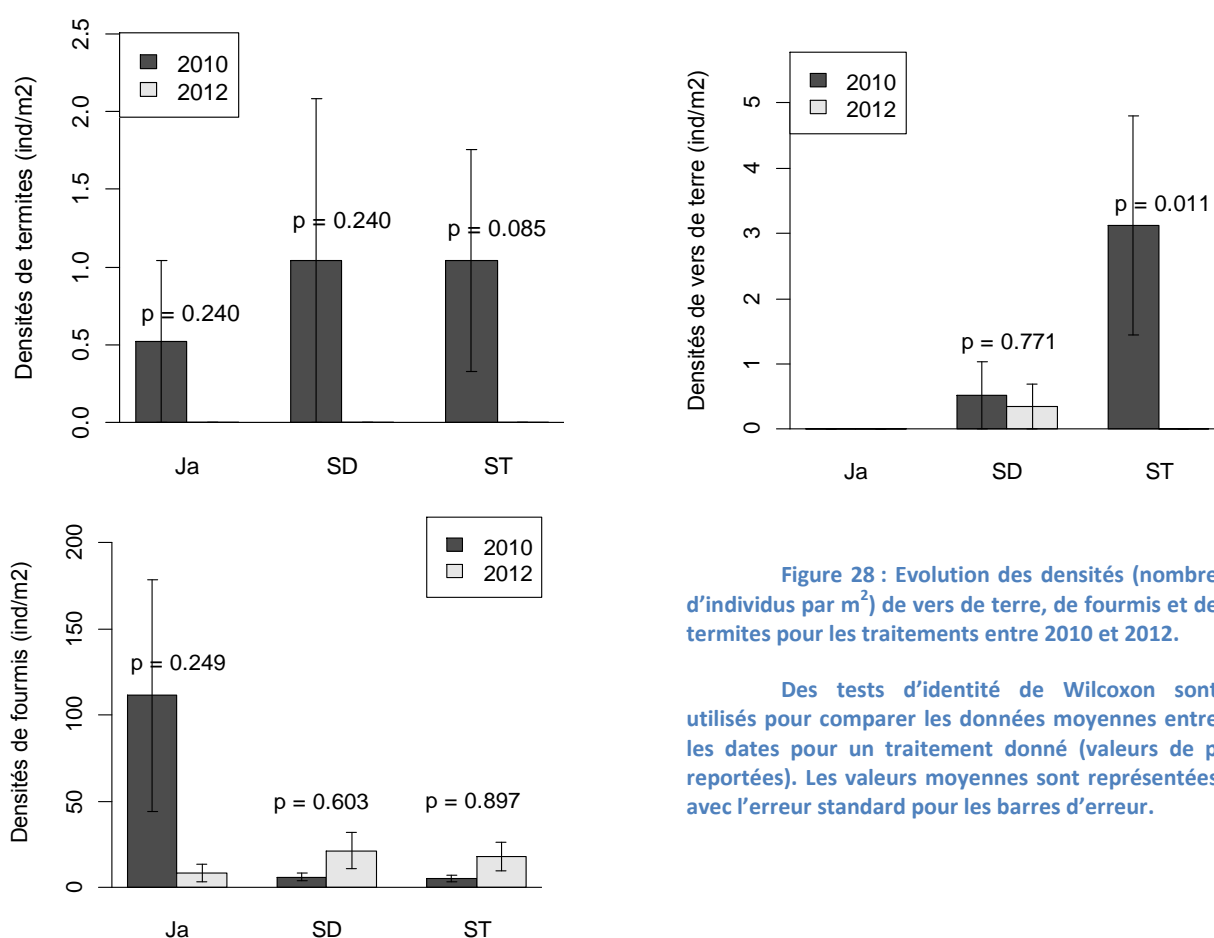 Densités de termites (ind/m2)
2.5
2.0
1.5
1.0
0.5
0.0
2010
2012
p = 0.240
p = 0.240
p = 0.085
Ja
SD
ST
Densités de vers de terre (ind/m2)
5
4
3
2
1
0
2010
2012
p = 0.771
p = 0.011
Ja
SD
ST
Densités de fourmis (ind/m2)
200
150
100
50
0
2010
2012
p = 0.249
p = 0.603
p = 0.897
Ja
SD
ST
Figure 28 : Evolution des densités (nombre
d’individus par m2) de vers de terre, de fourmis et de
termites pour les traitements entre 2010 et 2012.
Des tests d’identité de Wilcoxon sont
utilisés pour comparer les données moyennes entre
les dates pour un traitement donné (valeurs de p
reportées). Les valeurs moyennes sont représentées
avec l’erreur standard pour les barres d’erreur.